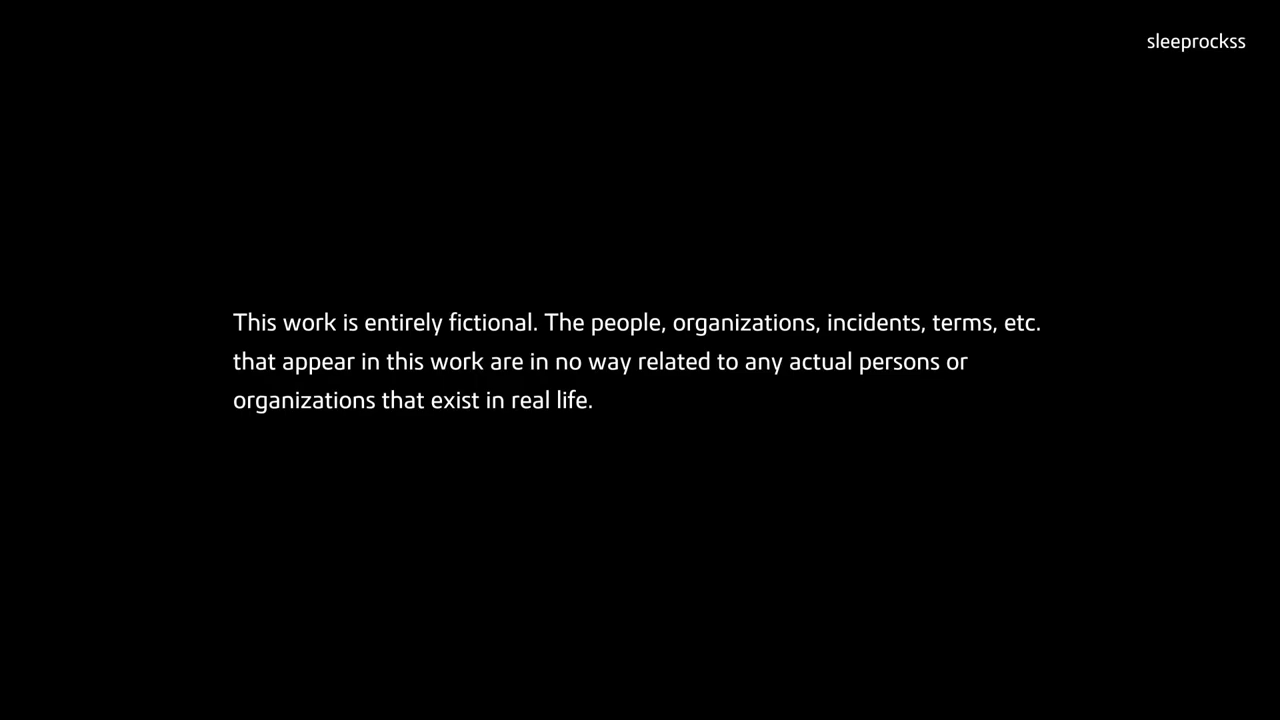 sleeprockss
This work is entirely fictional. The people, organizations, incidents, terms, etc.
that appear in this work are in no way related to any actual persons or
organizations that exist in real life.